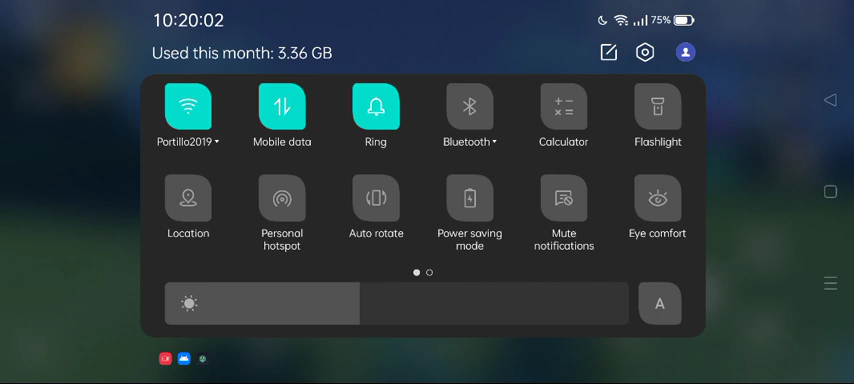 10:20:02
75%
Used this month: 3.36 GB
Portillo2019
Mobile data
Ring
Bluetooth
Calculator
Flashlight
Location
Personal
hotspot
Auto rotate
Power saving
mode
Mute
notifications
Eye comfort
A